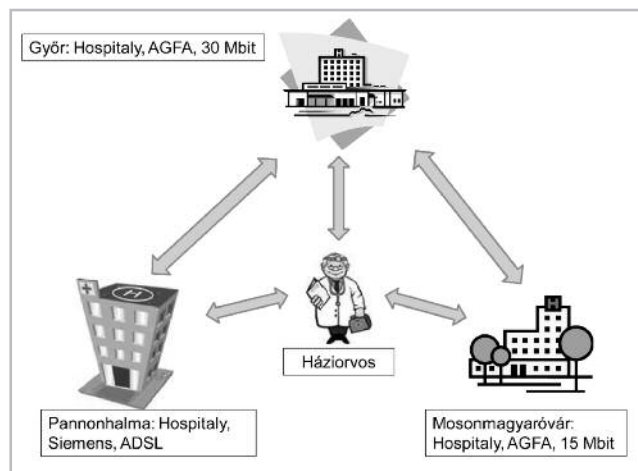 Győr: Hospitaly, AGFA, 30 Mbit
H
H
H
Háziorvos
Pannonhalma: Hospitaly,
Siemens, ADSL
Mosonmagyaróvár:
Hospitaly, AGFA, 15 Mbit